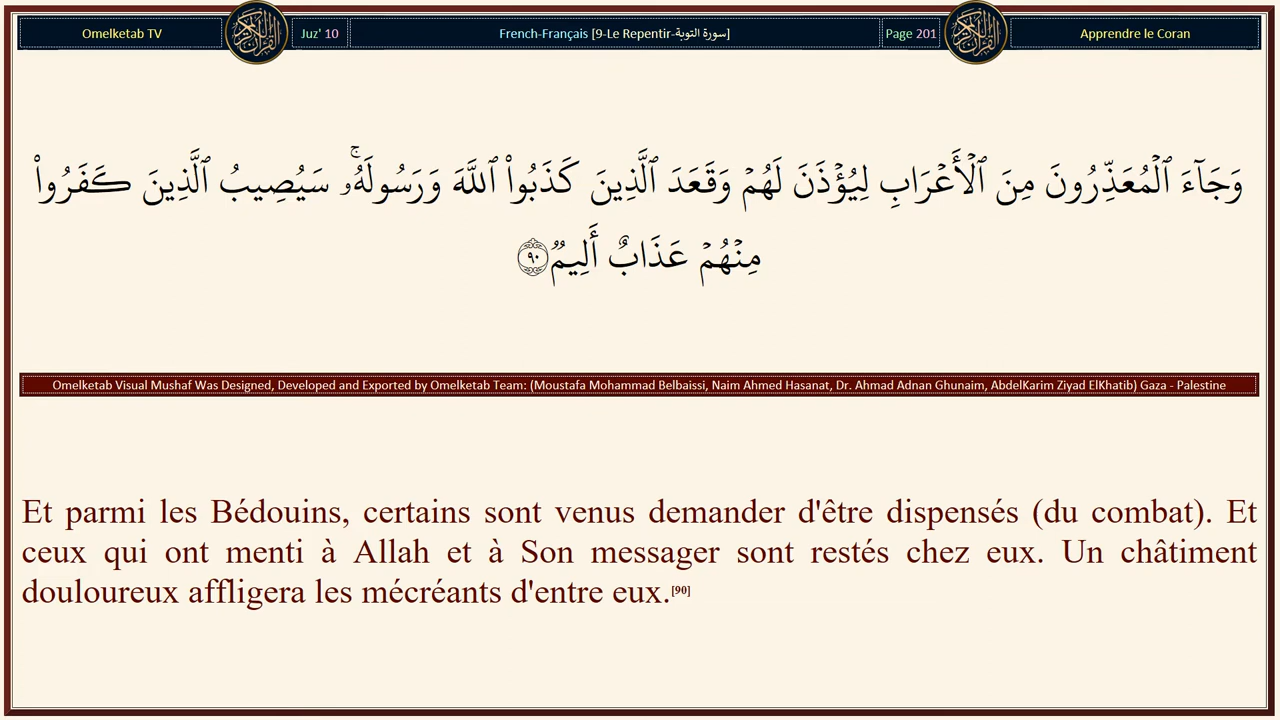 Omelketab TV
Juz' 10
French-Français [9-Le Repentir-سورة التوبة]
Page 201
Apprendre le Coran
وَجَآءَ ٱلۡمُعَذِّرُونَ مِنَ ٱلۡأَعۡرَابِ لِيُؤۡذَنَ لَهُمۡ وَقَعَدَ ٱلَّذِينَ كَذَبُواْ ٱللَّهَ وَرَسُولَهُۥۚ سَيُصِيبُ ٱلَّذِينَ كَفَرُواْ
مِنۡهُمۡ عَذَابٌ أَلِيمٞ ٩٠
Omelketab Visual Mushaf Was Designed, Developed and Exported by Omelketab Team: (Moustafa Mohammad Belbaissi, Naim Ahmed Hasanat, Dr. Ahmad Adnan Ghunaim, AbdelKarim Ziyad ElKhatib) Gaza - Palestine
Et parmi les Bédouins, certains sont venus demander d'être dispensés (du combat). Et
ceux qui ont menti à Allah et à Son messager sont restés chez eux. Un châtiment
douloureux affligera les mécréants d'entre eux.[90]